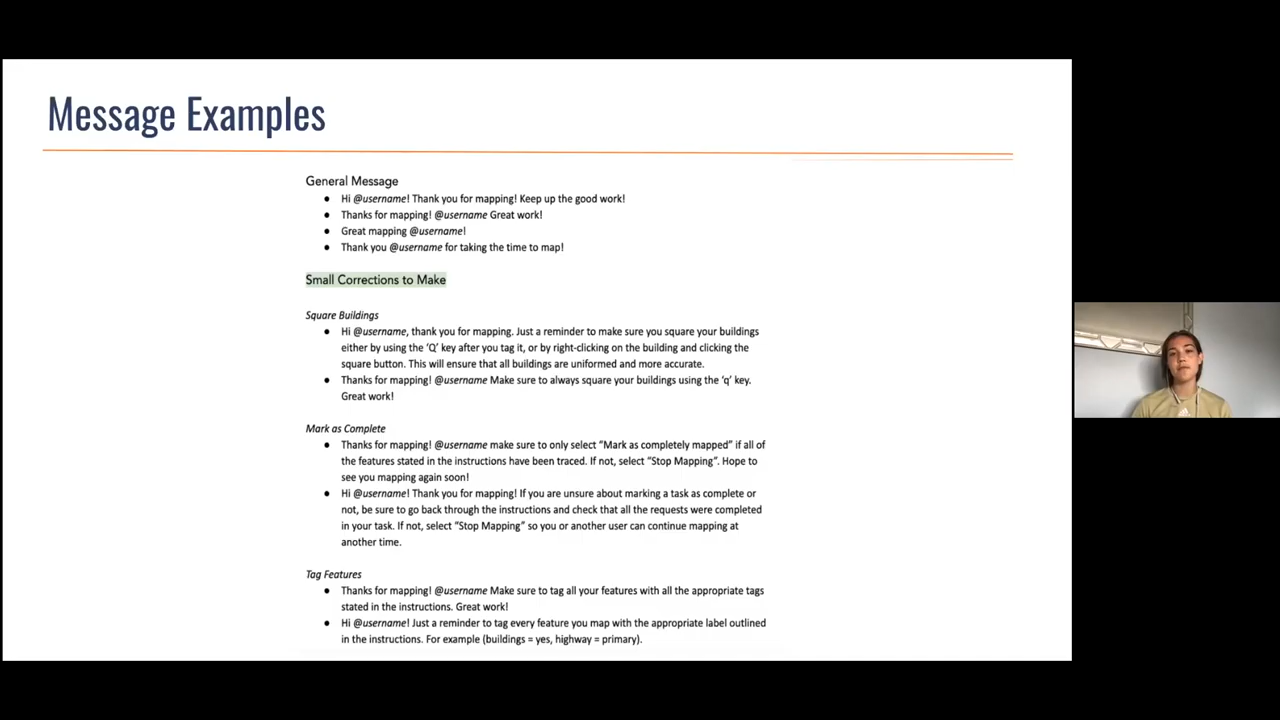 Message Examples
General Message
● Hi @username! Thank you for mapping! Keep up the good work!
● Thanks for mapping! @username Great work!
● Great mapping @username!
● Thank you @username for taking the time to map!
Small Corrections to Make
Square Buildings
● Hi @username, thank you for mapping. Just a reminder to make sure you square your buildings
either by using the ‘Q’ key after you tag it, or by right-clicking on the building and clicking the
square button. This will ensure that all buildings are uniformed and more accurate.
● Thanks for mapping! @username Make sure to always square your buildings using the ‘q’ key.
Great work!
Mark as Complete
● Thanks for mapping! @username make sure to only select “Mark as completely mapped” if all of
the features stated in the instructions have been traced. If not, select “Stop Mapping”. Hope to
see you mapping again soon!
● Hi @username! Thank you for mapping! If you are unsure about marking a task as complete or
not, be sure to go back through the instructions and check that all the requests were completed
in your task. If not, select “Stop Mapping” so you or another user can continue mapping at
another time.
Tag Features
● Thanks for mapping! @username Make sure to tag all your features with all the appropriate tags
stated in the instructions. Great work!
● Hi @username! Just a reminder to tag every feature you map with the appropriate label outlined
in the instructions. For example (buildings = yes, highway = primary).